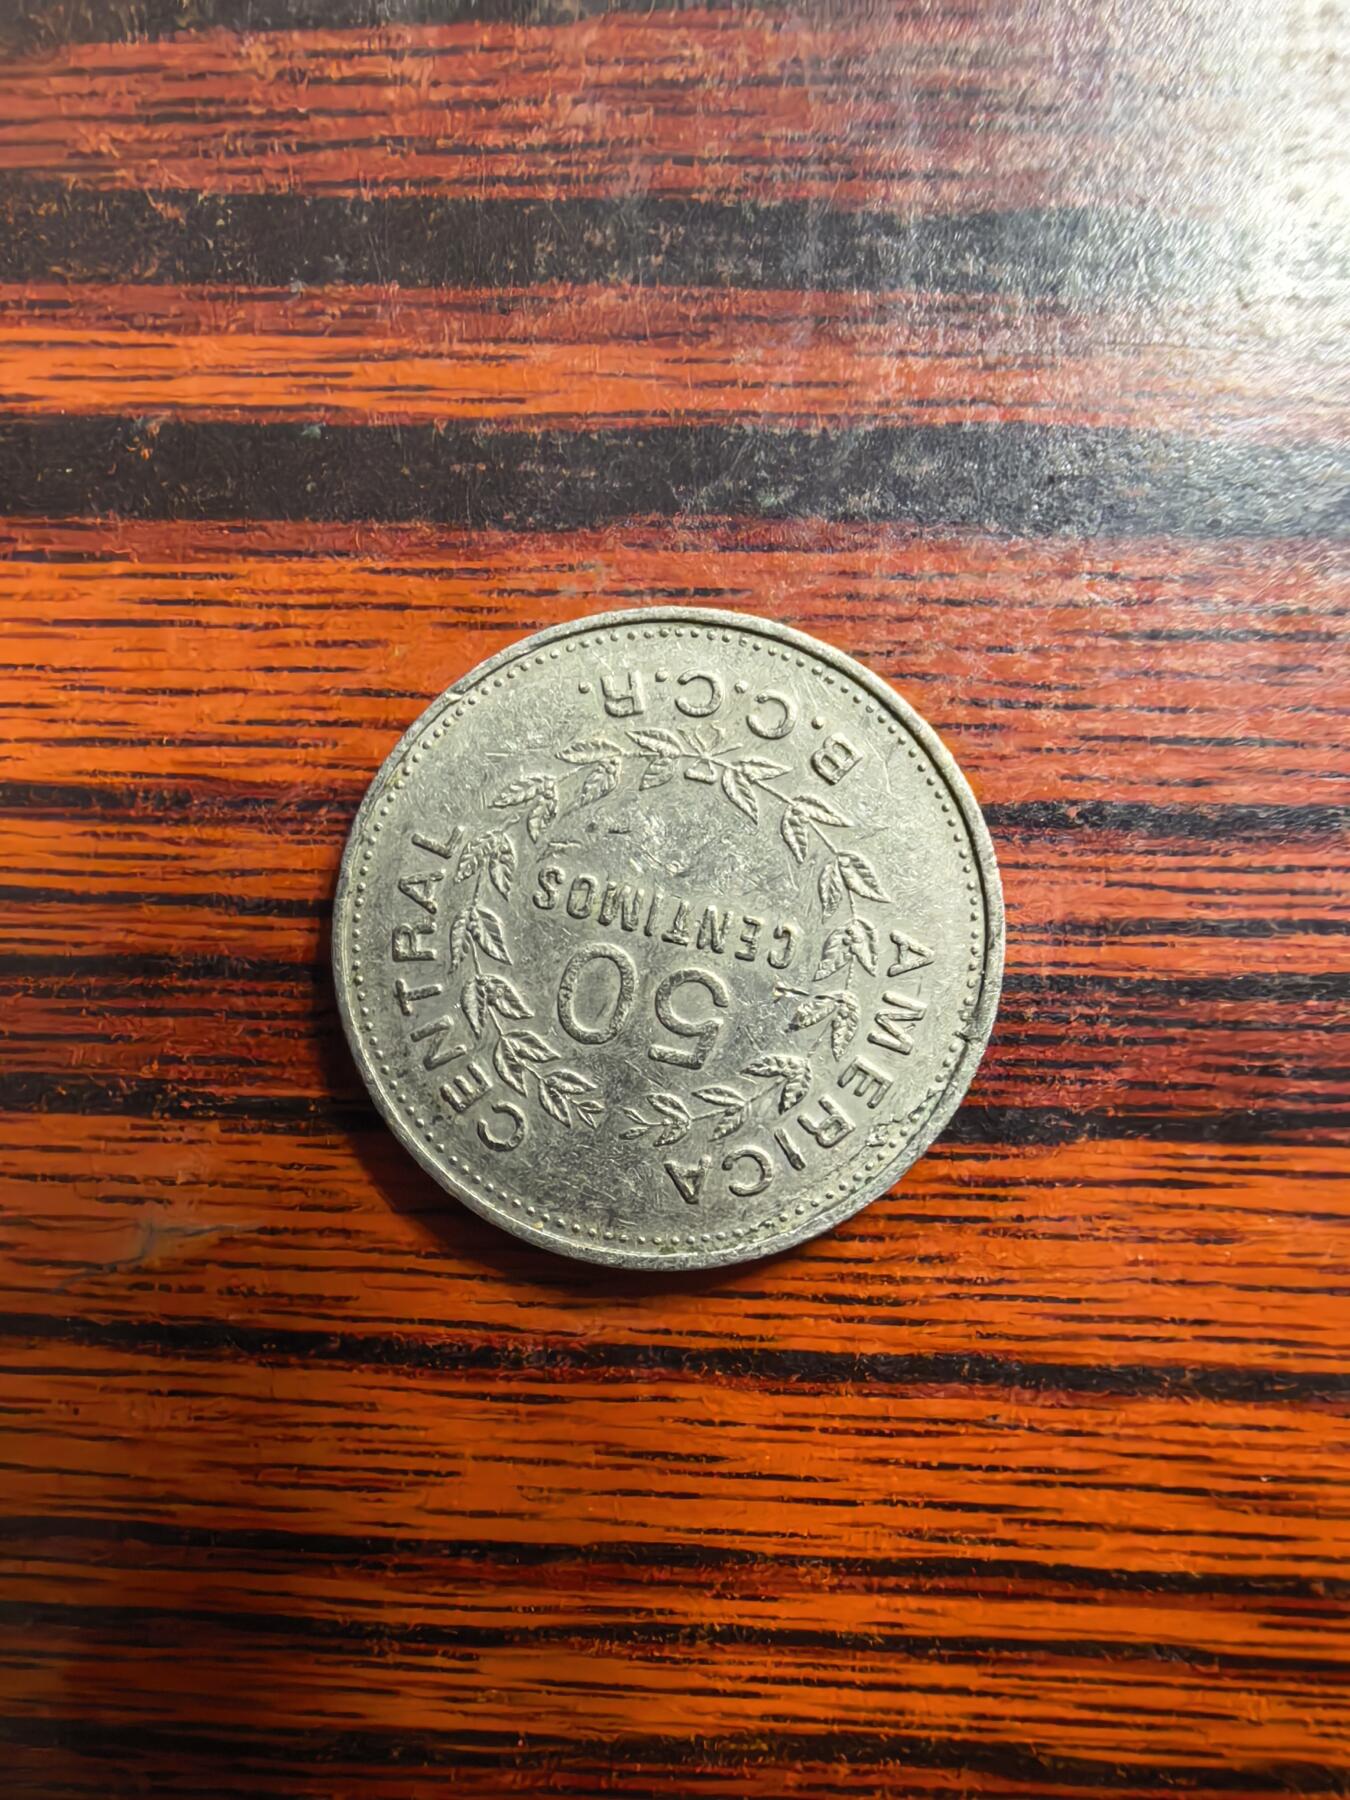 AMERICA CENTRAL
50
CENTIMOS
B.C.C.R.